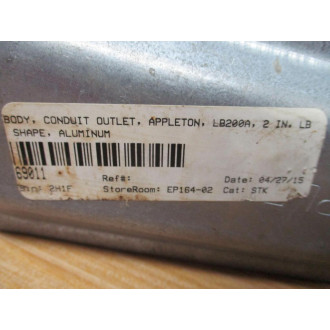 BODY, CONDUIT OUTLET, APPLETON, LB200A, 2 IN. LB
SHAPE, ALUMINUM
69011
Ref#: Date: 04/27/15
2H1F StoreRoom: EP164-02 Cat: STK